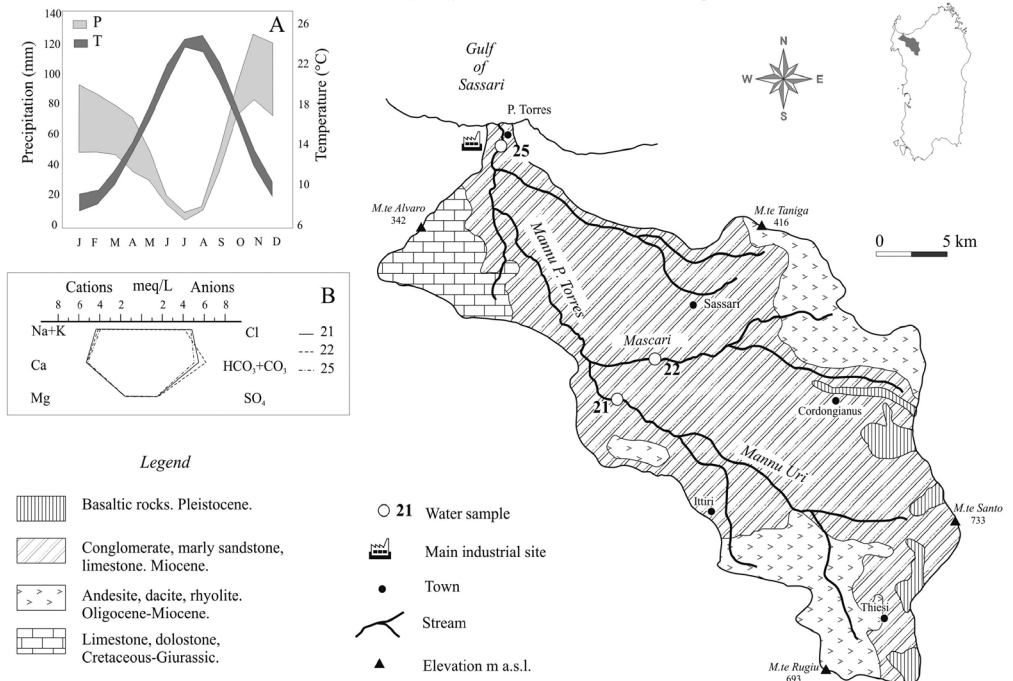 A
P
T
Precipitation (mm)
140
120
100
80
60
40
20
0
Temperature (°C)
26
22
18
14
10
6
J F M A M J J A S O N D
B
Cations meq/L Anions
8 6 4 2 2 4 6 8
Na+K Cl
Ca HCO₃+CO₃
Mg SO₄
21
22
25
Legend
Basaltic rocks. Pleistocene.
Conglomerate, marly sandstone,
limestone. Miocene.
Andesite, dacite, rhyolite.
Oligocene-Miocene.
Limestone, dolostone,
Cretaceous-Giurassic.
21 Water sample
Main industrial site
Town
Stream
Elevation m a.s.l.
Gulf
of
Sassari
P. Torres
25
N
W E
S
0 5 km
M.te Alvaro
342
M.te Taniga
416
Mannu P. Torres
Sassari
Mascari
22
21
Cordongianus
Mannu Uri
Ittiri
M.te Santo
733
Thiesi
M.te Rugiu
693